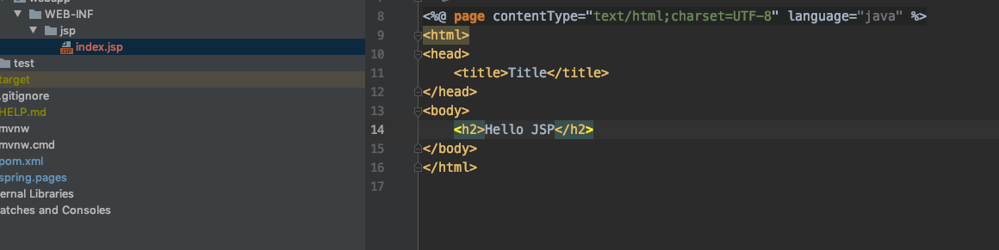 webapp
WEB-INF
jsp
index.jsp
test
target
.gitignore
HELP.md
mvnw
mvnw.cmd
pom.xml
spring.pages
ernal Libraries
atches and Consoles
8 <%@ page contentType="text/html;charset=UTF-8" language="java" %>
9 <html>
10 <head>
11 <title>Title</title>
12 </head>
13 <body>
14 <h2>Hello JSP</h2>
15 </body>
16 </html>
17